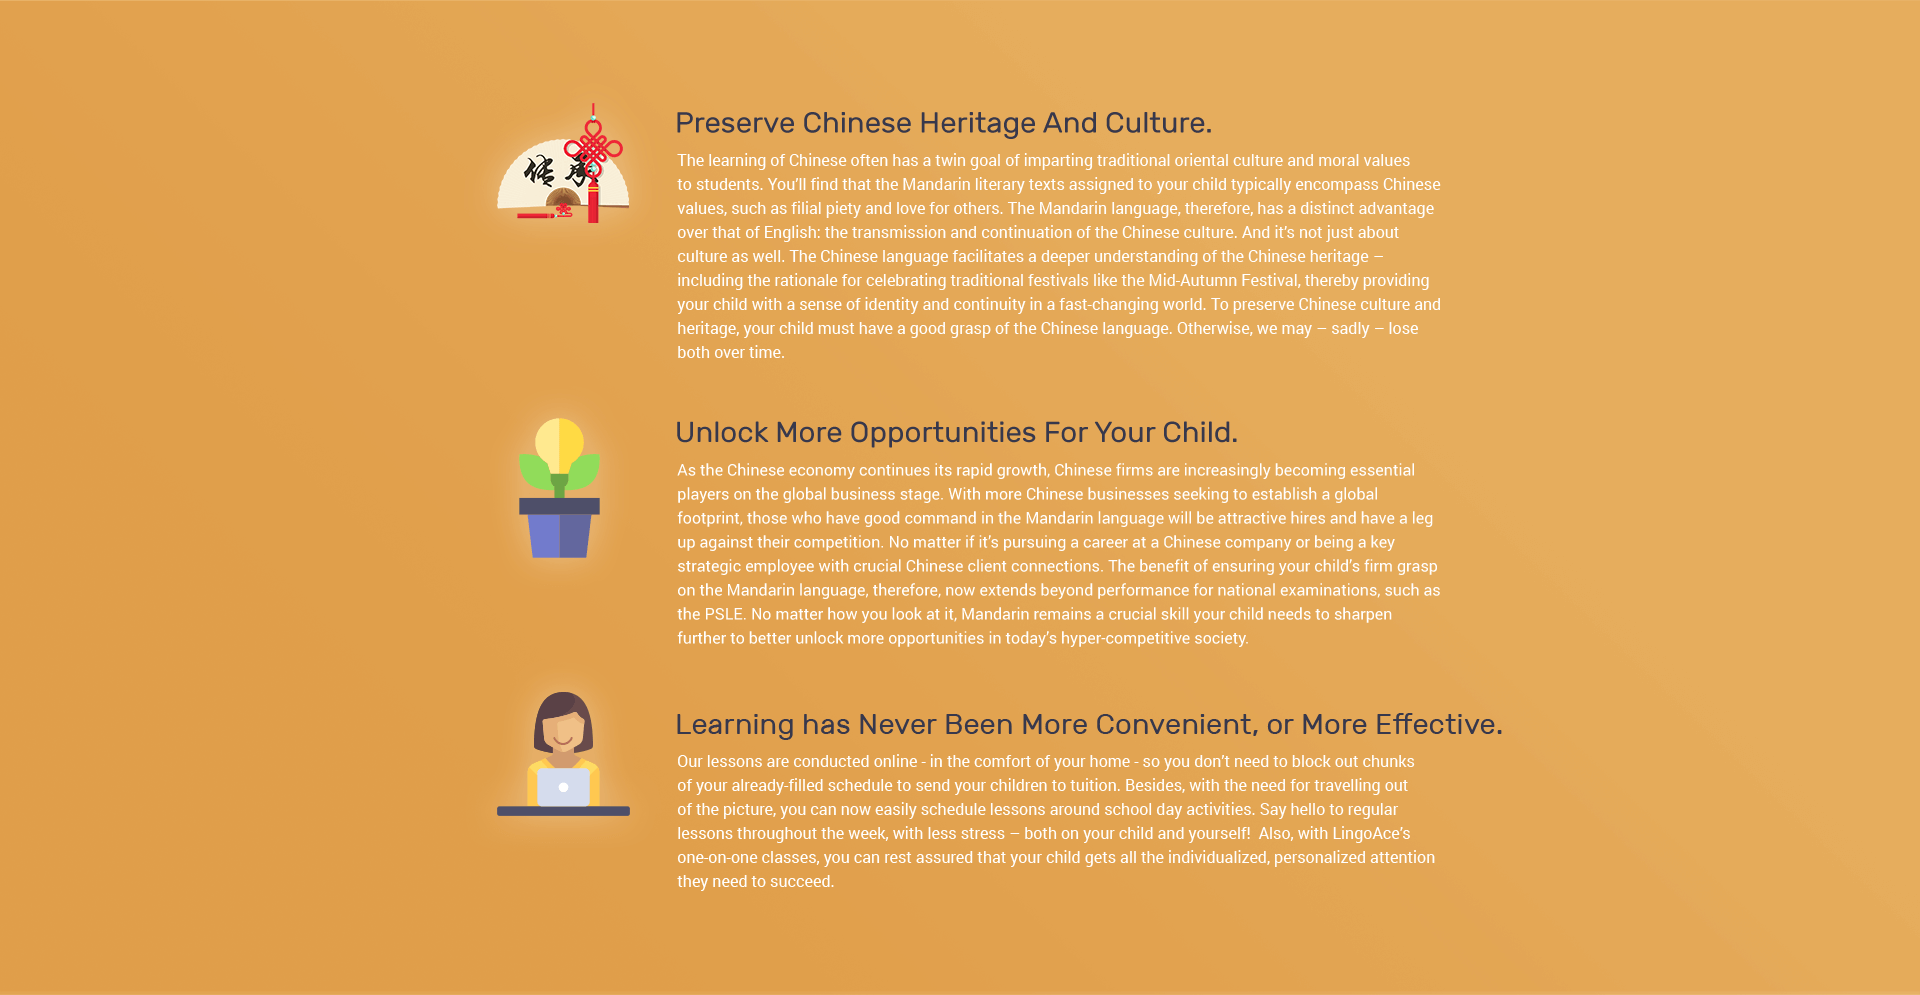 传承
Preserve Chinese Heritage And Culture.
The learning of Chinese often has a twin goal of imparting traditional oriental culture and moral values
to students. You’ll find that the Mandarin literary texts assigned to your child typically encompass Chinese
values, such as filial piety and love for others. The Mandarin language, therefore, has a distinct advantage
over that of English: the transmission and continuation of the Chinese culture. And it’s not just about
culture as well. The Chinese language facilitates a deeper understanding of the Chinese heritage –
including the rationale for celebrating traditional festivals like the Mid-Autumn Festival, thereby providing
your child with a sense of identity and continuity in a fast-changing world. To preserve Chinese culture and
heritage, your child must have a good grasp of the Chinese language. Otherwise, we may – sadly – lose
both over time.
Unlock More Opportunities For Your Child.
As the Chinese economy continues its rapid growth, Chinese firms are increasingly becoming essential
players on the global business stage. With more Chinese businesses seeking to establish a global
footprint, those who have good command in the Mandarin language will be attractive hires and have a leg
up against their competition. No matter if it’s pursuing a career at a Chinese company or being a key
strategic employee with crucial Chinese client connections. The benefit of ensuring your child’s firm grasp
on the Mandarin language, therefore, now extends beyond performance for national examinations, such as
the PSLE. No matter how you look at it, Mandarin remains a crucial skill your child needs to sharpen
further to better unlock more opportunities in today’s hyper-competitive society.
Learning has Never Been More Convenient, or More Effective.
Our lessons are conducted online - in the comfort of your home - so you don’t need to block out chunks
of your already-filled schedule to send your children to tuition. Besides, with the need for travelling out
of the picture, you can now easily schedule lessons around school day activities. Say hello to regular
lessons throughout the week, with less stress – both on your child and yourself!  Also, with LingoAce’s
one-on-one classes, you can rest assured that your child gets all the individualized, personalized attention
they need to succeed.